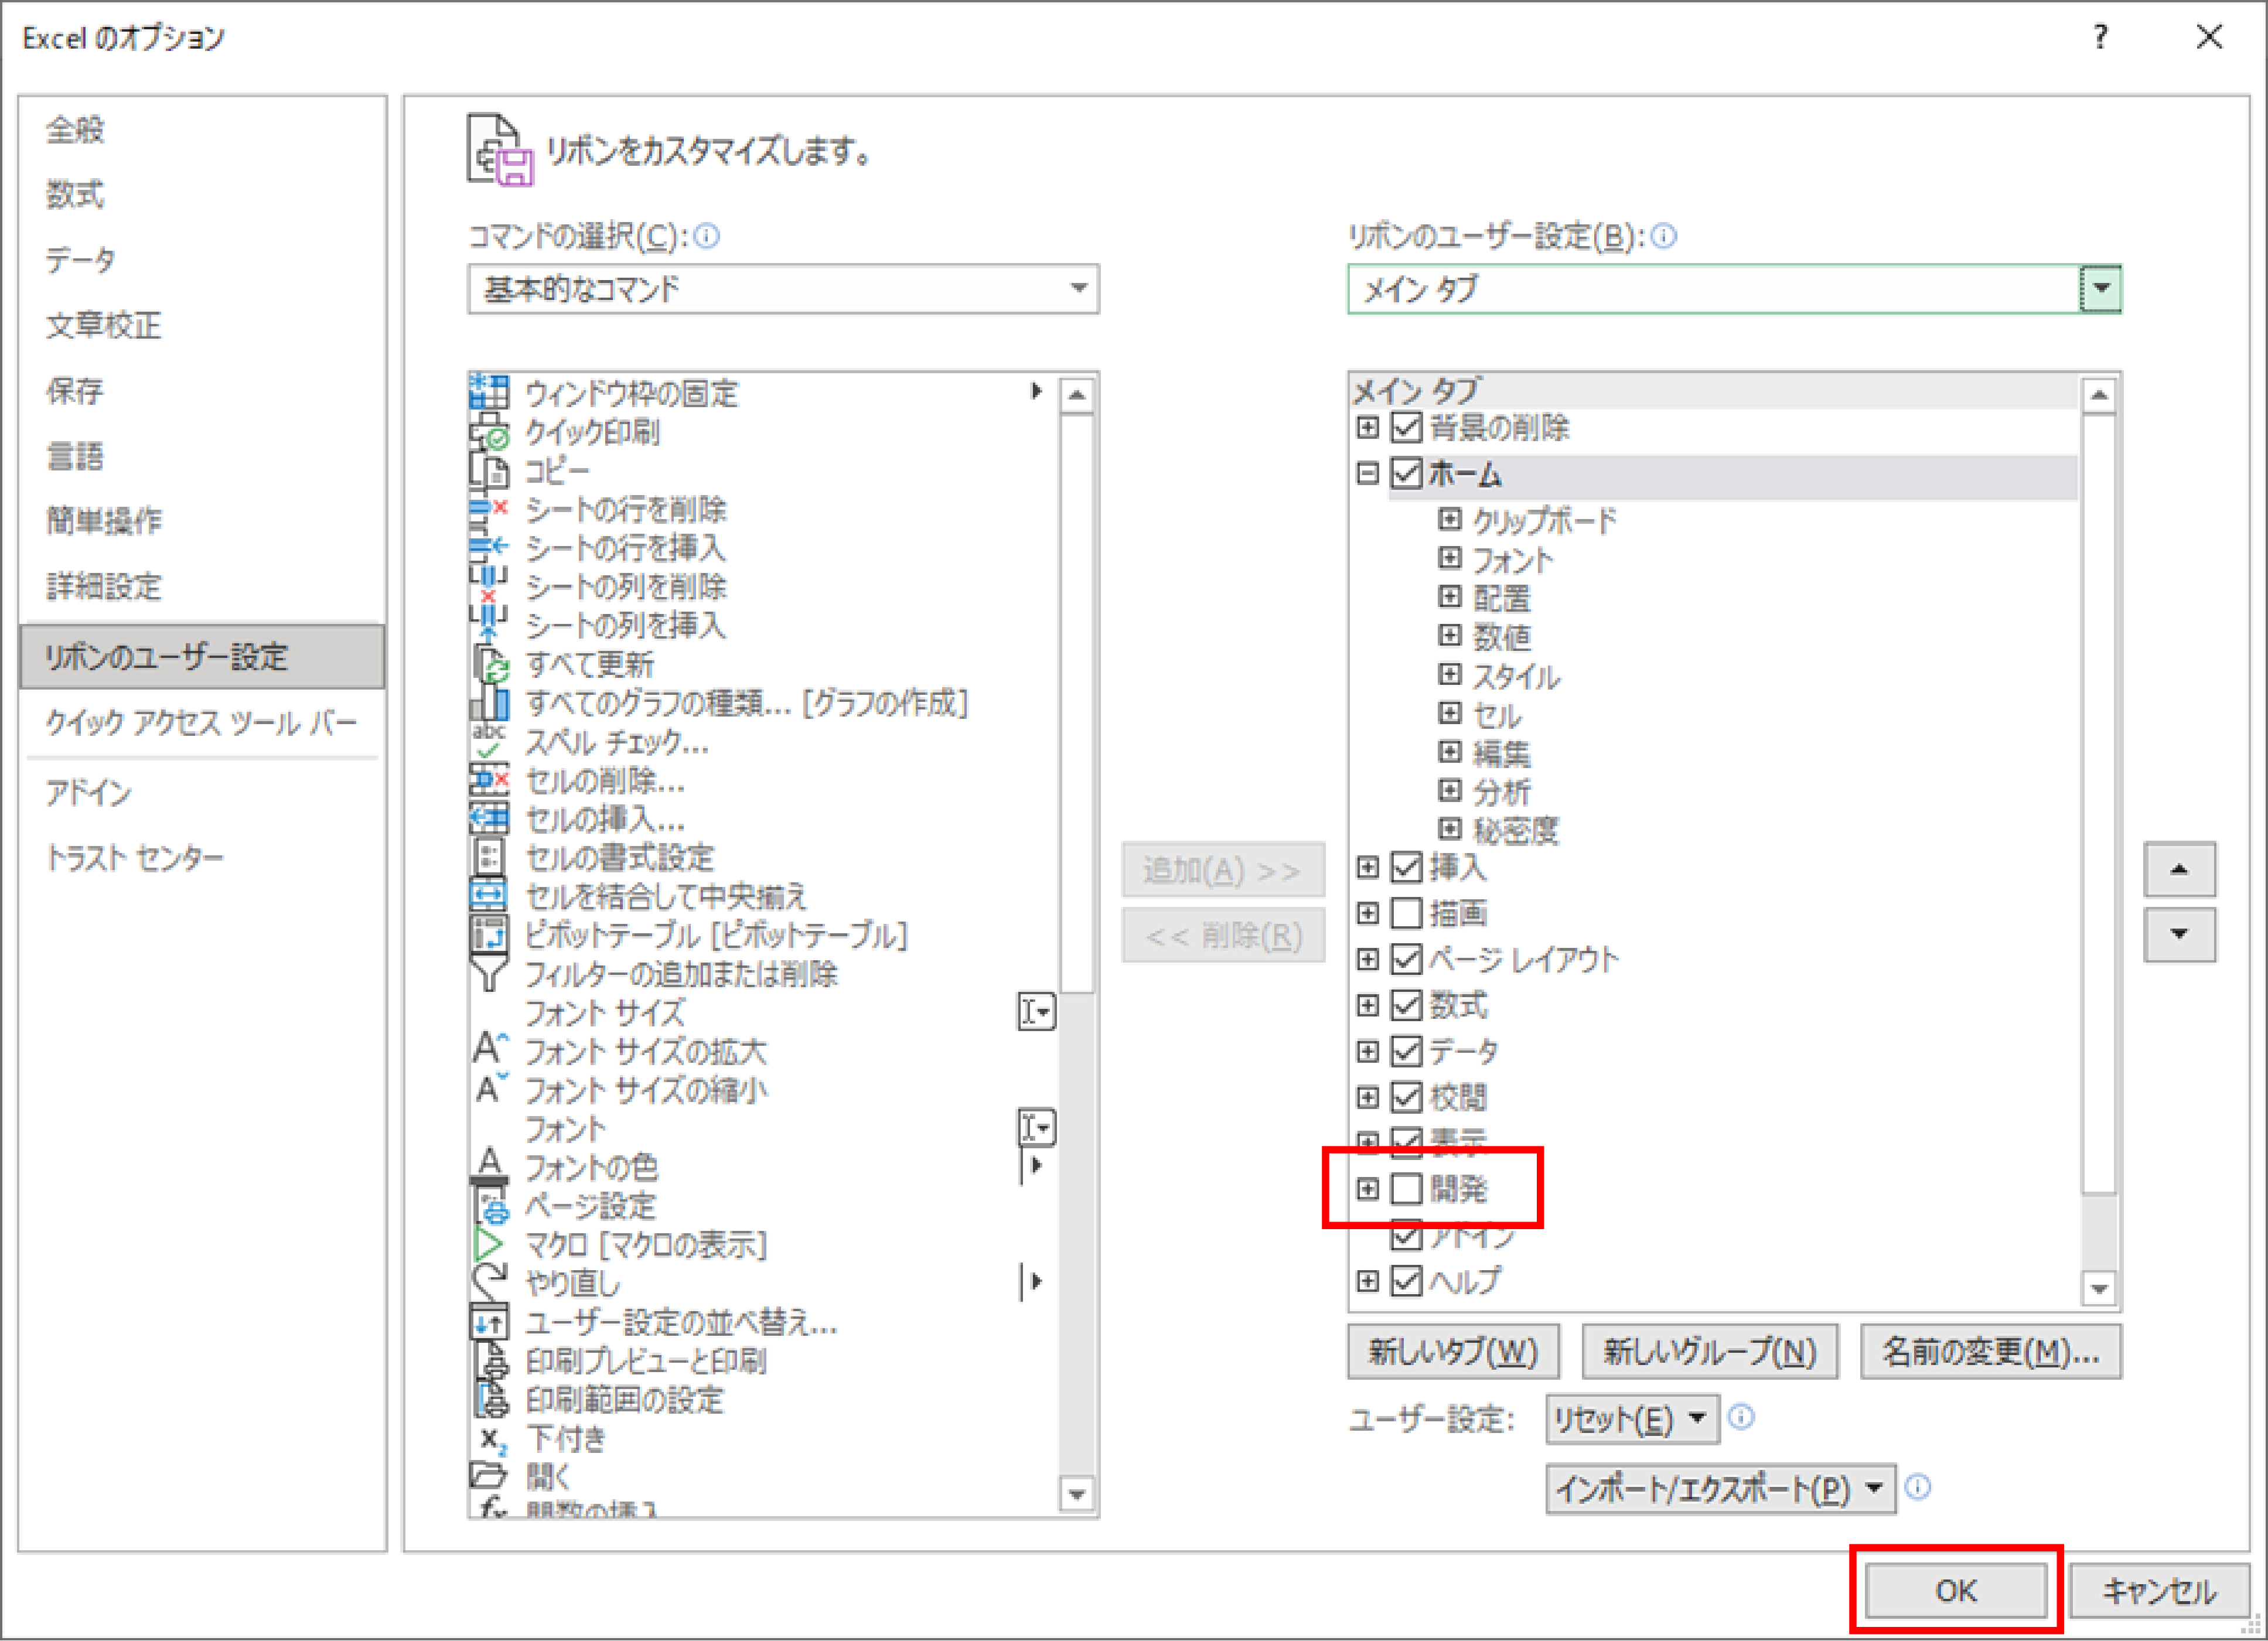 Excel のオプション
?
全般
数式
データ
文章校正
保存
言語
簡単操作
詳細設定
リボンのユーザー設定
クイック アクセス ツール バー
アドイン
トラスト センター
リボンをカスタマイズします。
コマンドの選択(C):
基本的なコマンド
ウィンドウ枠の固定
クイック印刷
コピー
シートの行を削除
シートの行を挿入
シートの列を削除
シートの列を挿入
すべて更新
すべてのグラフの種類... [グラフの作成]
abc
スペル チェック...
セルの削除...
セルの挿入...
セルの書式設定
セルを結合して中央揃え
ピボットテーブル [ピボットテーブル]
フィルターの追加または削除
フォント サイズ
フォント サイズの拡大
フォント サイズの縮小
フォント
フォントの色
ページ設定
マクロ [マクロの表示]
やり直し
ユーザー設定の並べ替え...
印刷プレビューと印刷
印刷範囲の設定
下付き
開く
関数の挿入
追加(A) >>
<< 削除(R)
リボンのユーザー設定(B):
メイン タブ
メイン タブ
背景の削除
ホーム
クリップボード
フォント
配置
数値
スタイル
セル
編集
分析
秘密度
挿入
描画
ページ レイアウト
数式
データ
校閲
表示
開発
アドイン
ヘルプ
新しいタブ(W)
新しいグループ(N)
名前の変更(M)...
ユーザー設定:
リセット(E)
インポート/エクスポート(P)
OK
キャンセル